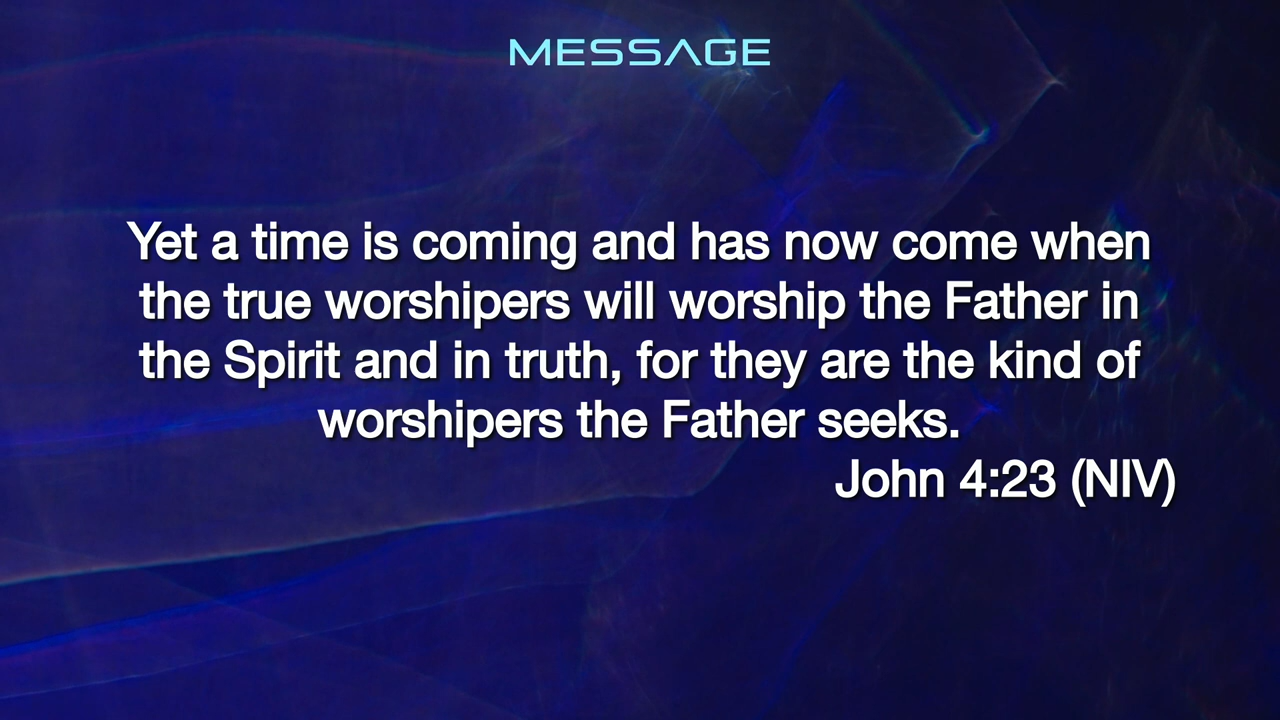 MESSAGE
Yet a time is coming and has now come when
the true worshipers will worship the Father in
the Spirit and in truth, for they are the kind of
worshipers the Father seeks.
John 4:23 (NIV)